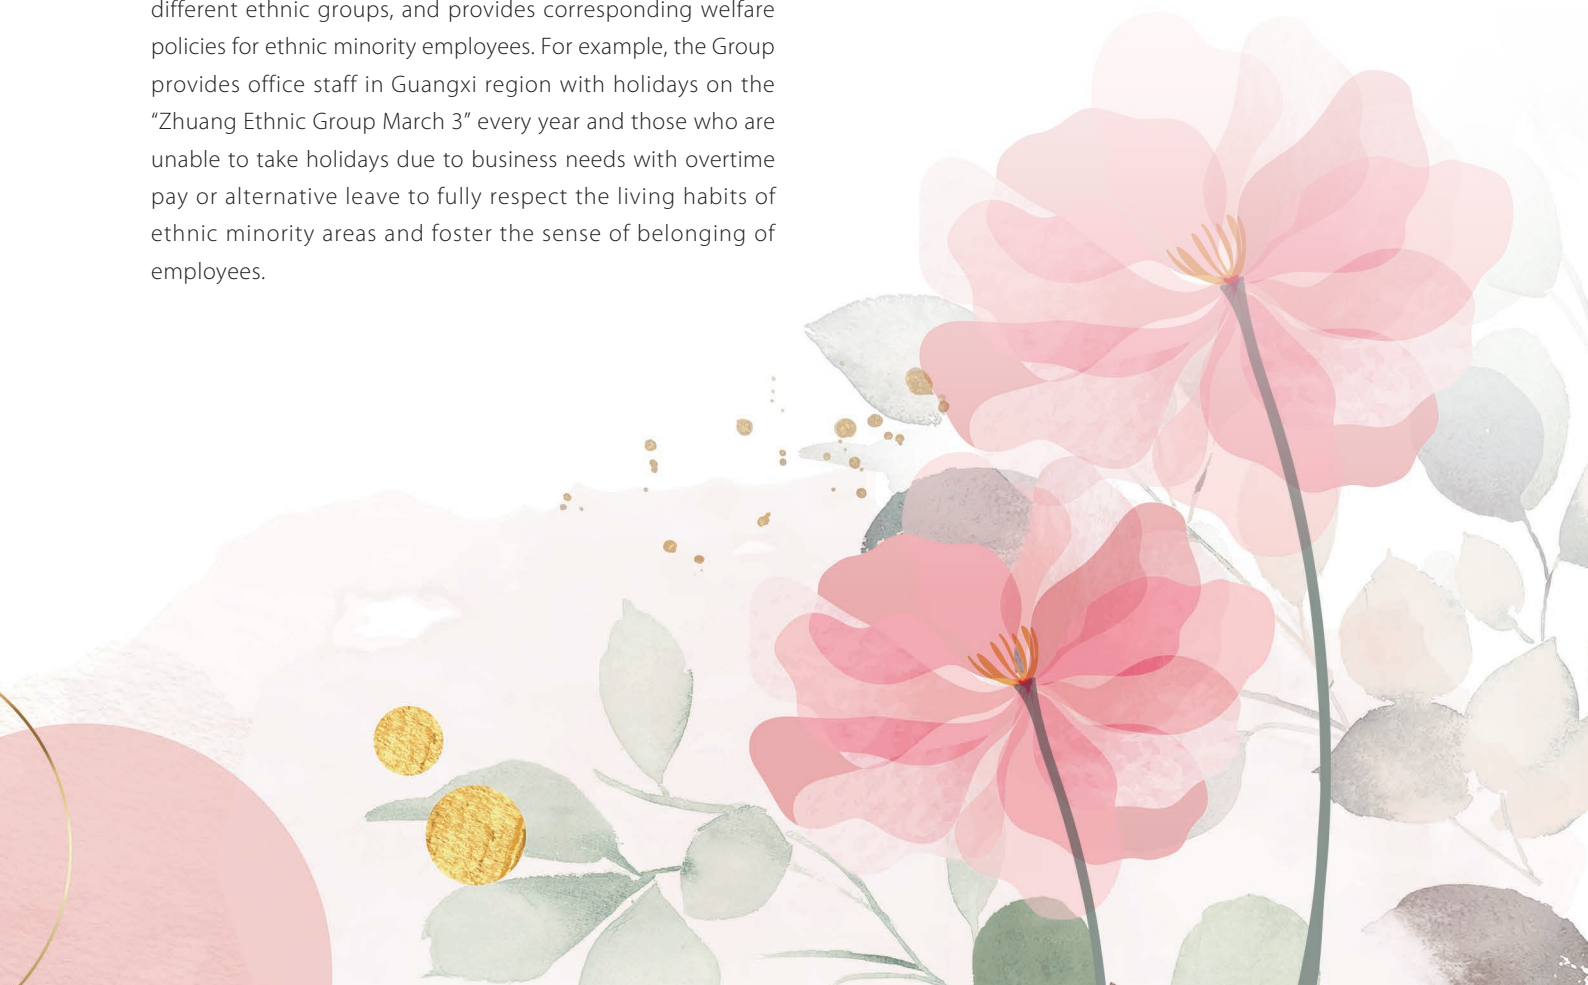 different ethnic groups, and provides corresponding welfare
policies for ethnic minority employees. For example, the Group
provides office staff in Guangxi region with holidays on the
“Zhuang Ethnic Group March 3” every year and those who are
unable to take holidays due to business needs with overtime
pay or alternative leave to fully respect the living habits of
ethnic minority areas and foster the sense of belonging of
employees.